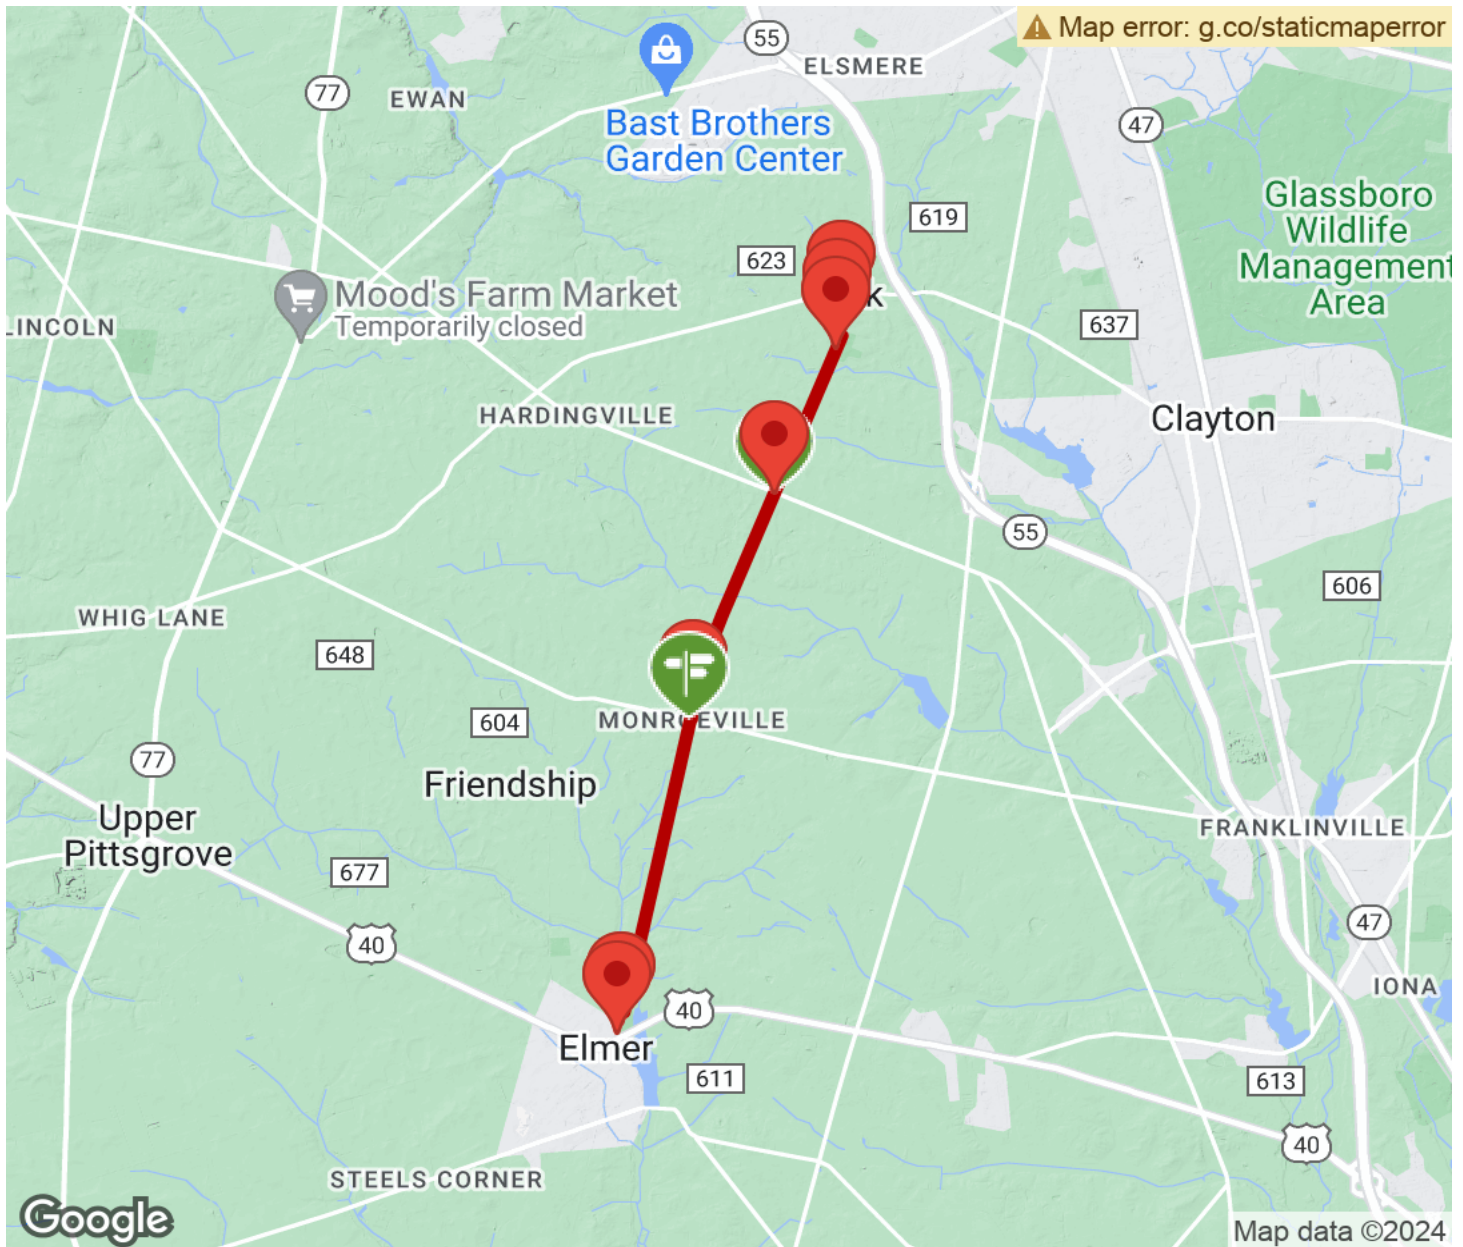 Map error: g.co/staticmaperror
55
ELSMERE
77
EWAN
Bast Brothers
Garden Center
47
Glassboro
Wildlife
Management
Area
619
623
k
Mood's Farm Market
Temporarily closed
LINCOLN
637
HARDINGVILLE
Clayton
55
606
WHIG LANE
648
604
MONROEVILLE
77
Friendship
Upper
Pittsgrove
FRANKLINVILLE
677
47
40
IONA
40
Elmer
611
613
40
STEELS CORNER
Google
Map data ©2024